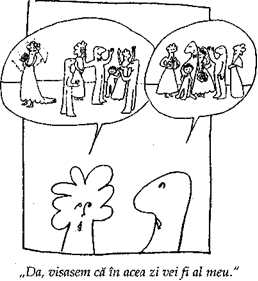 „Da, visasem că în acea zi vei fi al meu.“